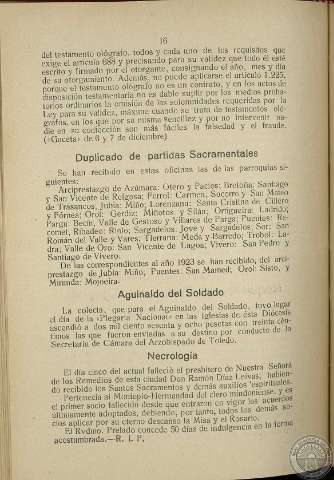 16
del testamento ológrafo, todos y cada uno de los requisitos que
exige el artículo 688 y precisando para su validez que todo él esté
escrito y firmado por el otorgante, consignando el año, mes y día
de su otorgamiento. Además, no puede aplicarse el artículo 1.225,
porque el testamento ológrafo no es un contrato, y en los actos de
disposición testamentaria no es dable suplir por los medios proba-
torios ordinarios la omisión de las solemnidades requeridas por la
Ley para su validez, máxime cuando se trata de testamentos oló-
grafos, en los que por su misma sencillez y por no intervenir na-
die en su confección son más fáciles la falsedad y el fraude.
(«Gaceta» de 6 y 7 de diciembre)
Duplicado de partidas Sacramentales
Se han recibido en estas oficinas las de las parroquias si-
guientes:
Arciprestazgo de Azúmara: Otero y Pacios; Bretoña: Santiago
y San Vicente de Reigosa; Ferrol: Carmen, Socorro y San Mateo
de Trasancos; Jubia: Miño; Lorenzana: Santa Cristina de Cillero
y Fórnea; Orol: Gerdiz; Miñotos y Silán; Ortigueira: Ladrido;
Parga: Becín, Valle de Gestoso y Villares de Parga; Puentes: Re-
cemel; Ribadeo: Rinlo; Sargadelos: Jove y Sargadelos; Sor: San
Román del Valle y Vares; Tierrarn: Meda y Barredo; Trobol: La-
dra; Valle de Oro: San Vicente de Lagoa; Vivero: San Pedro y
Santiago de Vivero.
De las correspondientes al año 1923 se han recibido, del arci-
prestazgo de Jubia: Miño; Puentes: San Mamed; Orol: Sisto, y
Miranda: Mojoeira.
Aguinaldo del Soldado
La colecta, que para el Aguinaldo del Soldado, tuvo lugar
el día de la «Plegaria Nacional» en las iglesias de esta Diócesis
ascendió a dos mil ciento sesenta y ocho pesetas con treinta cén-
timos las que fueron enviadas a su destino por conducto de la
Secretaría de Cámara del Arzobispado de Toledo.
Necrología
El día cinco del actual falleció el presbítero de Nuestra Señora
de los Remedios de esta ciudad Don Ramón Díaz Leivas, habien-
do recibido los Santos Sacramentos y demás auxilios espirituales.
Pertenecía al Montepío-Hermandad del clero mindoniense, y es
el primer socio fallecido desde que entraron en vigor los acuerdos
últimamente adoptados, debiendo, por tanto, todos los demás so-
cios aplicar por su eterno descanso la Misa y el Rosario.
El Rvdmo. Prelado concede 50 días de indulgencia en la forma
acostumbrada.—R. I. P.